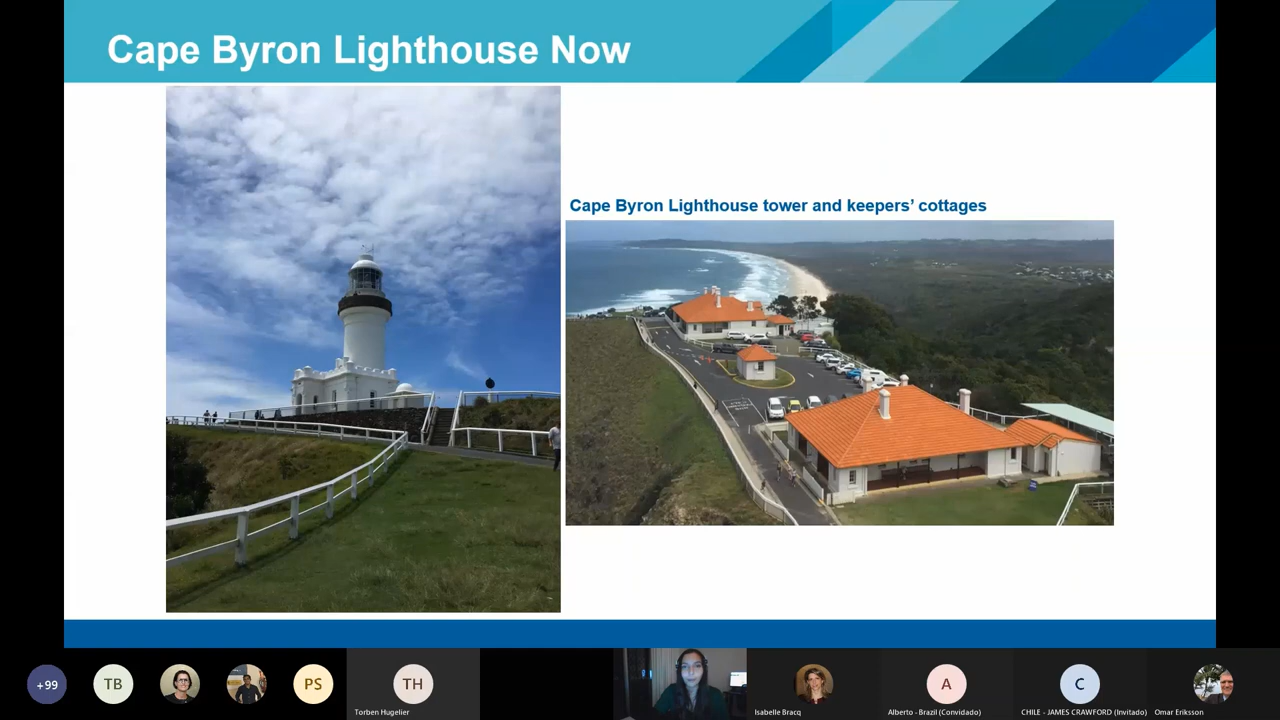 Cape Byron Lighthouse Now
Cape Byron Lighthouse tower and keepers' cottages
+99
TB
PS
TH
A
C
Torben Hugelier
Isabelle Bracq
Alberto - Brazil (Convidado)
CHILE - JAMES CRAWFORD (Invitado)
Omar Eriksson